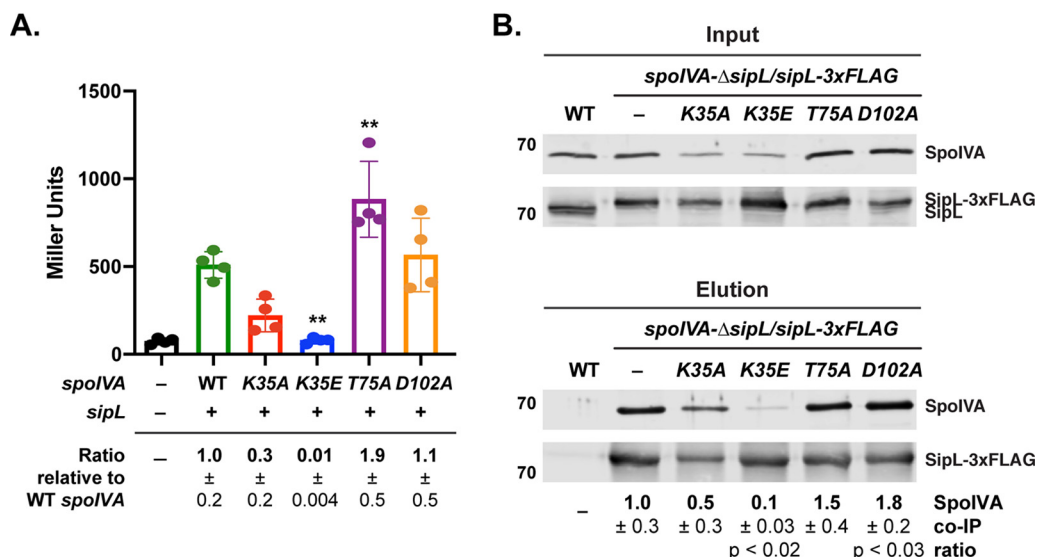 A.
Miller Units
1500
1000
500
0
**
**
spoIVA – WT K35A K35E T75A D102A
sipL – + + + + +
Ratio relative to WT spoIVA
– 1.0 0.3 0.01 1.9 1.1
± ± ± ± ±
0.2 0.2 0.004 0.5 0.5
B.
Input
spoIVA-ΔsipL/sipL-3xFLAG
WT – K35A K35E T75A D102A
70 SpoIVA
SipL-3xFLAG
70 SipL
Elution
spoIVA-ΔsipL/sipL-3xFLAG
WT – K35A K35E T75A D102A
70 SpoIVA
SipL-3xFLAG
70
1.0 0.5 0.1 1.5 1.8 SpoIVA
– ± 0.3 ± 0.3 ± 0.03 ± 0.4 ± 0.2 co-IP
p < 0.02 p < 0.03 ratio